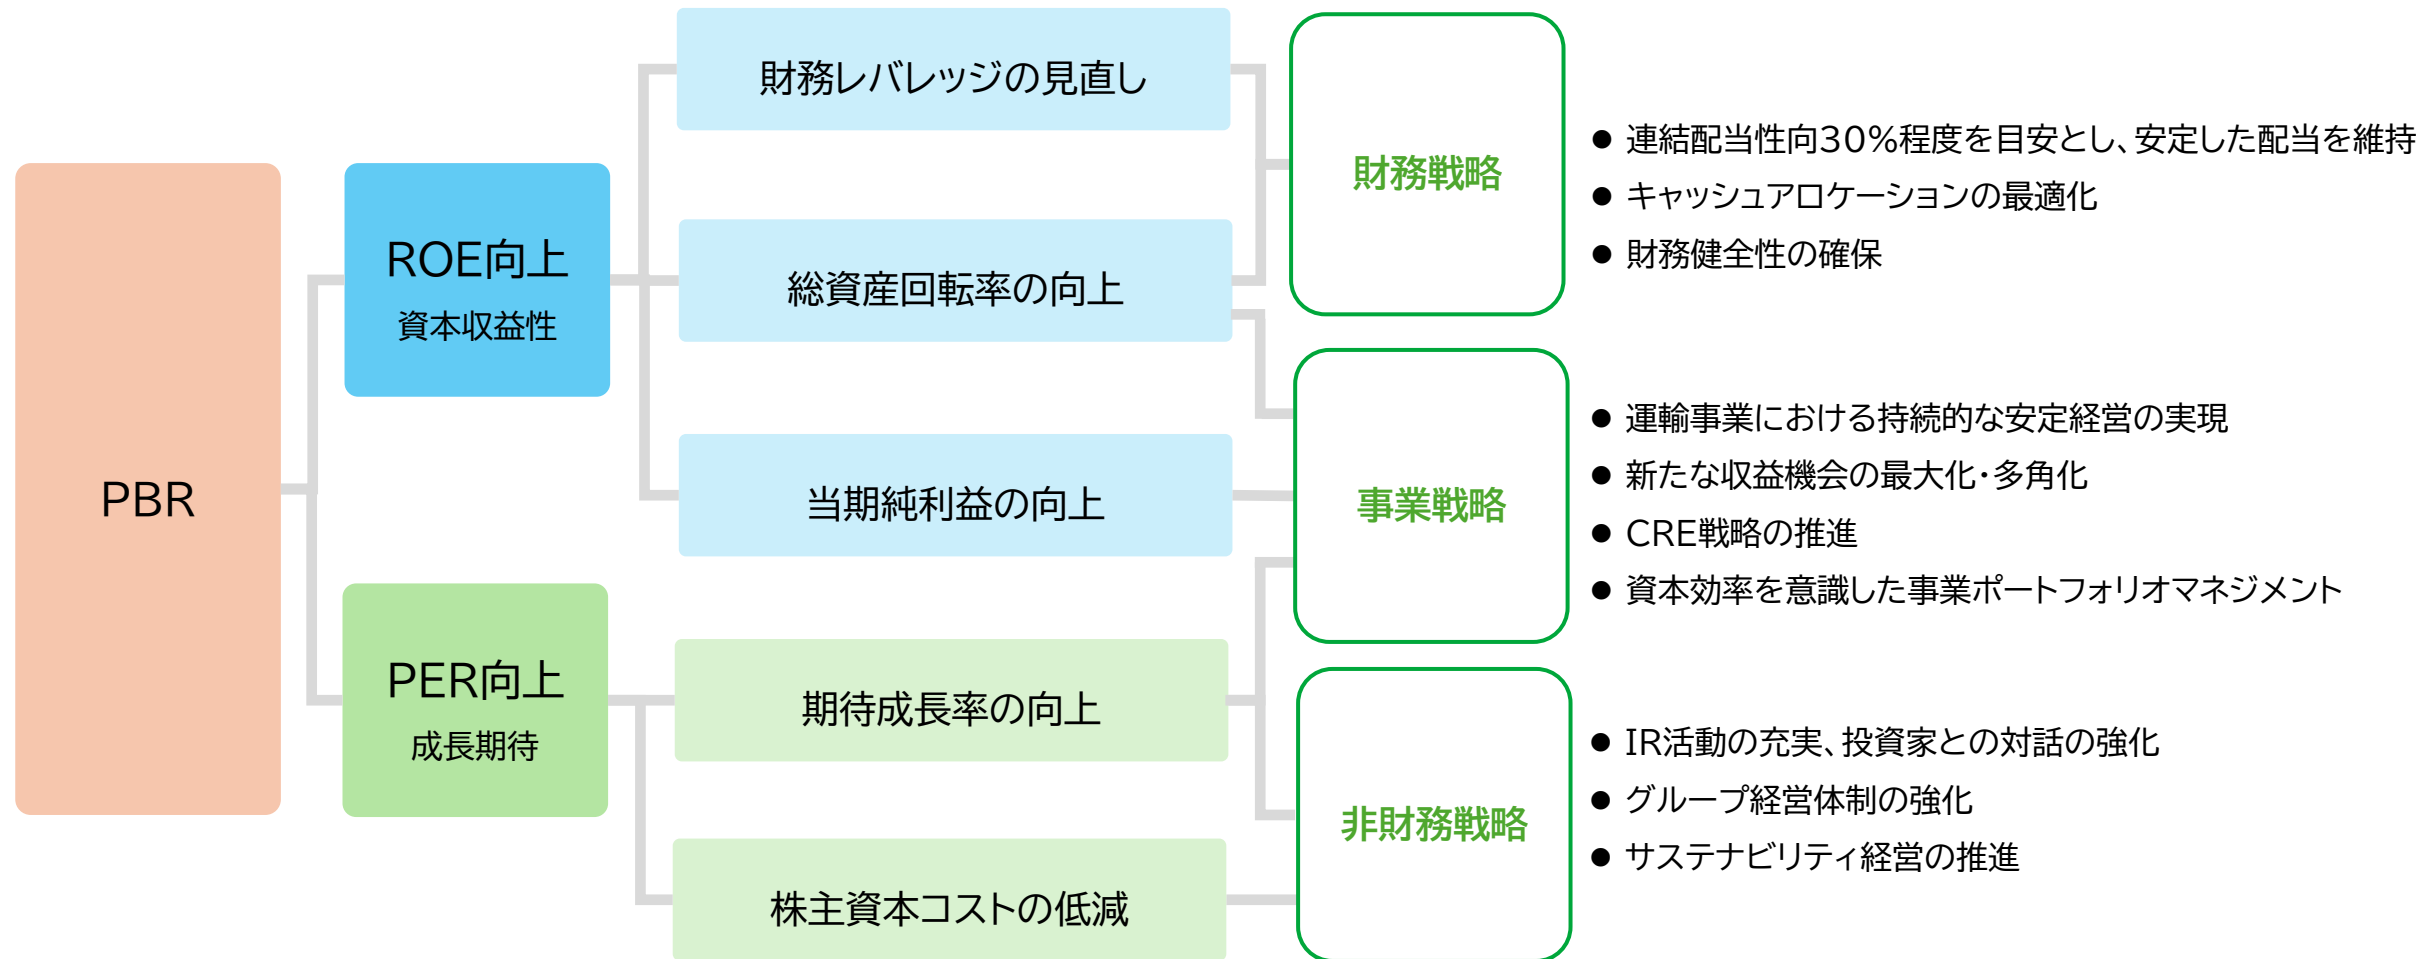 PBR
ROE向上
資本収益性
PER向上
成長期待
財務レバレッジの見直し
総資産回転率の向上
当期純利益の向上
期待成長率の向上
株主資本コストの低減
財務戦略
● 連結配当性向30%程度を目安とし、安定した配当を維持
● キャッシュアロケーションの最適化
● 財務健全性の確保
事業戦略
● 運輸事業における持続的な安定経営の実現
● 新たな収益機会の最大化・多角化
● CRE戦略の推進
● 資本効率を意識した事業ポートフォリオマネジメント
非財務戦略
● IR活動の充実、投資家との対話の強化
● グループ経営体制の強化
● サステナビリティ経営の推進